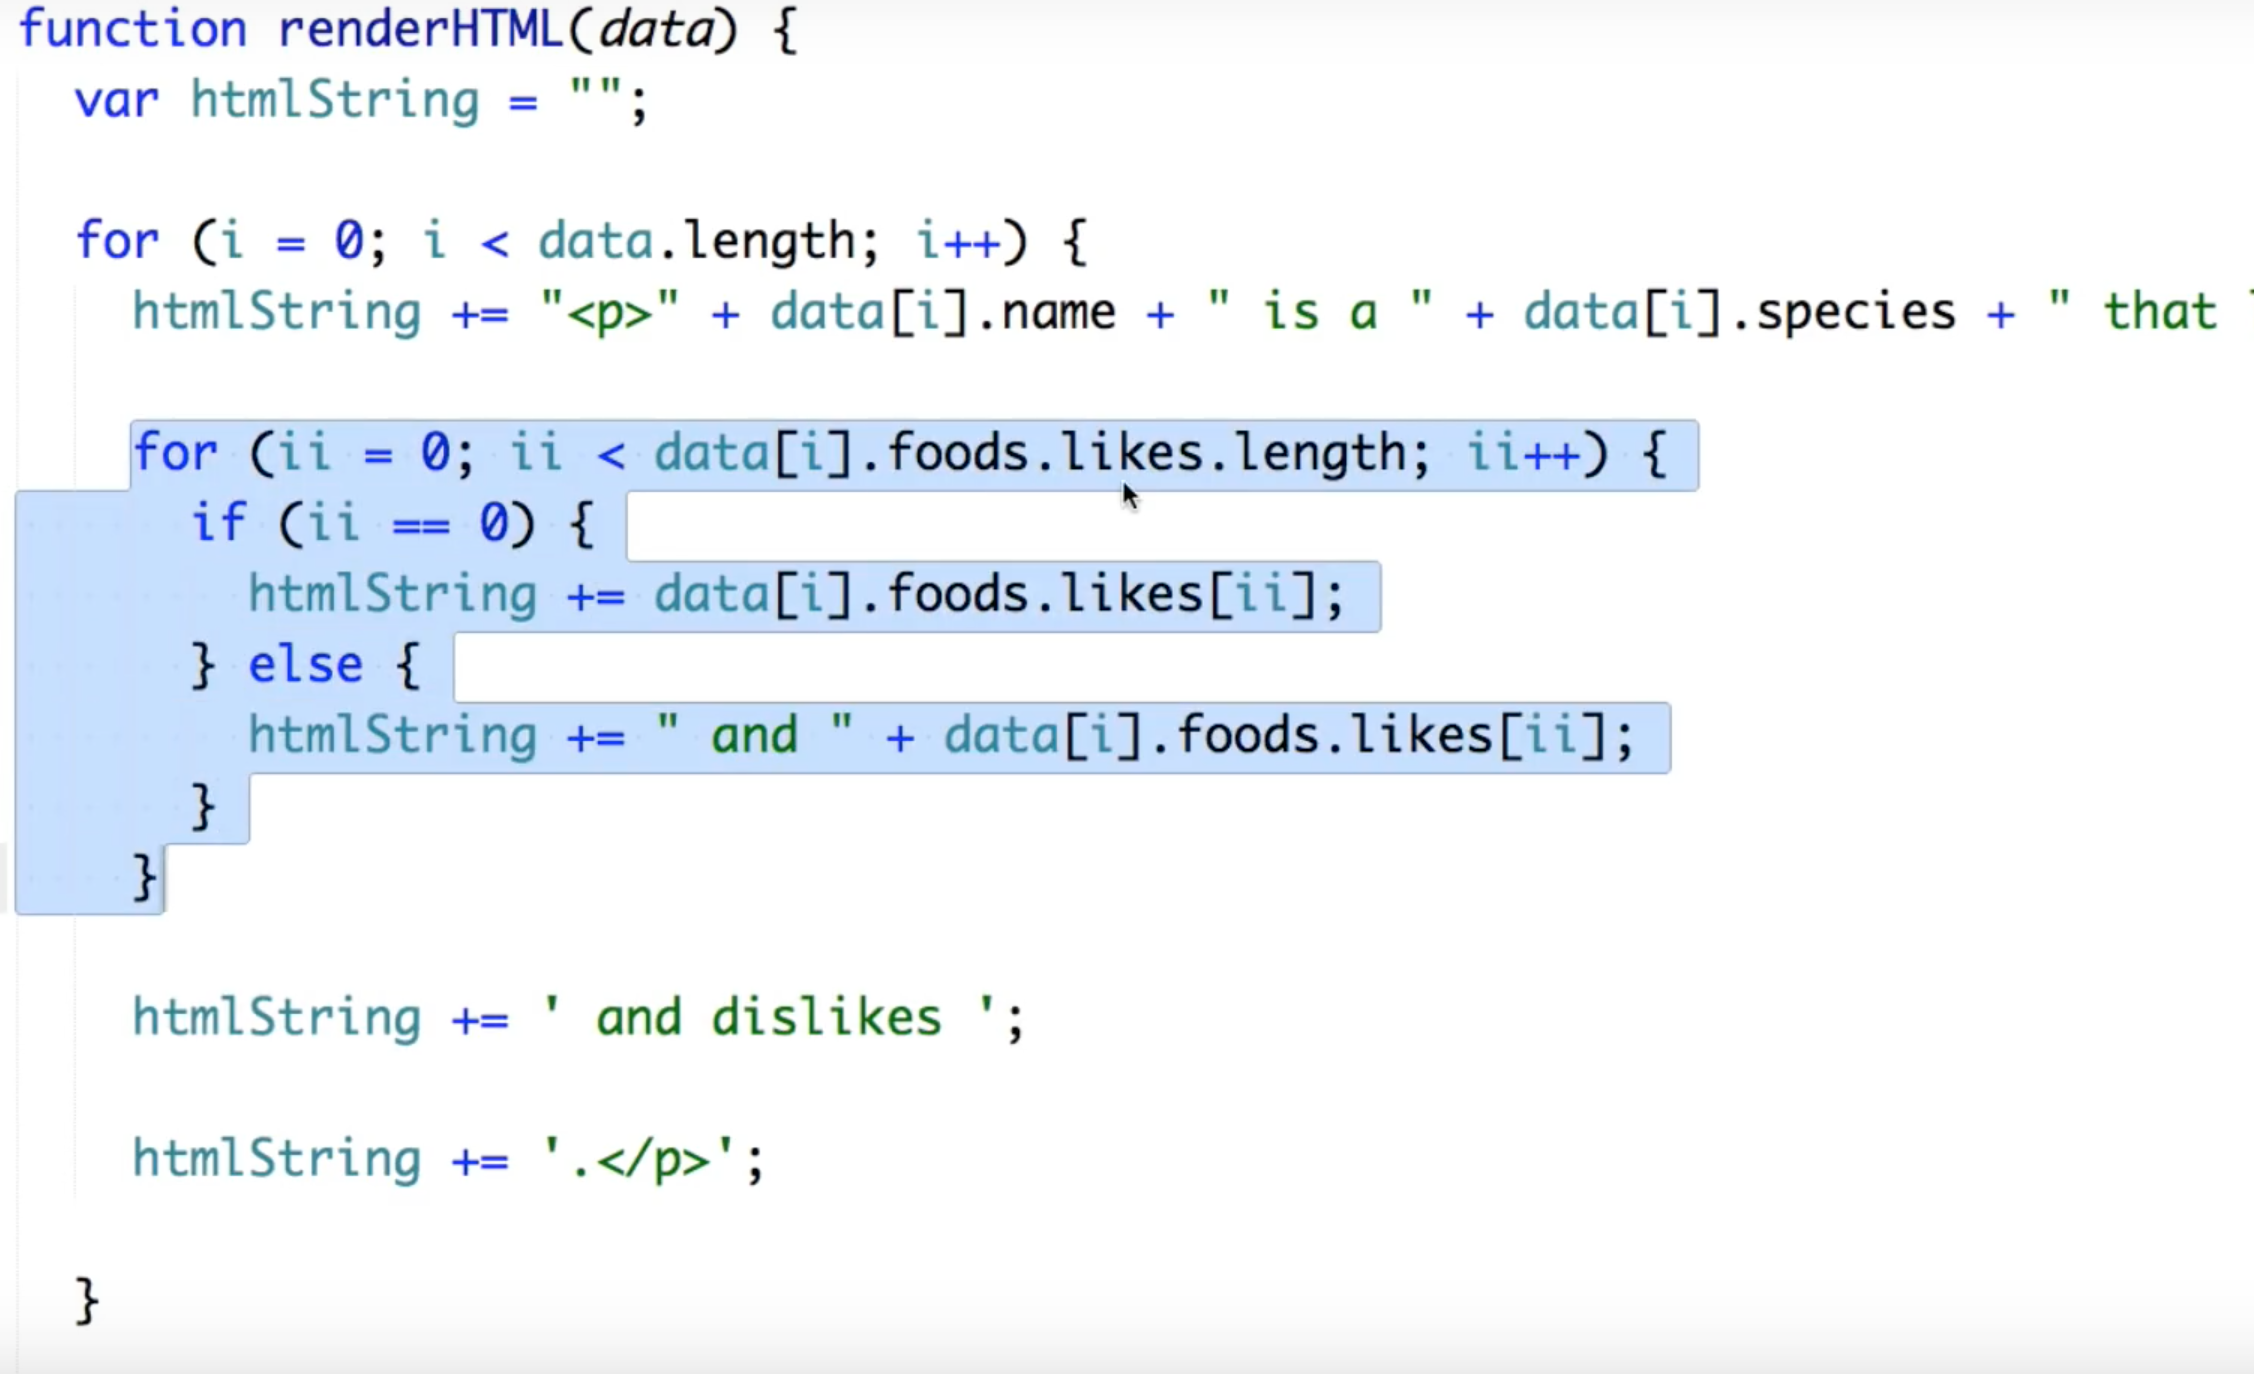 function renderHTML(data) {
var htmlString = "";
for (i = 0; i < data.length; i++) {
htmlString += "<p>" + data[i].name + " is a " + data[i].species + " that
for (ii = 0; ii < data[i].foods.likes.length; ii++) {
if (ii == 0) {
htmlString += data[i].foods.likes[ii];
} else {
htmlString += " and " + data[i].foods.likes[ii];
}
}
htmlString += ' and dislikes ';
htmlString += '.</p>';
}